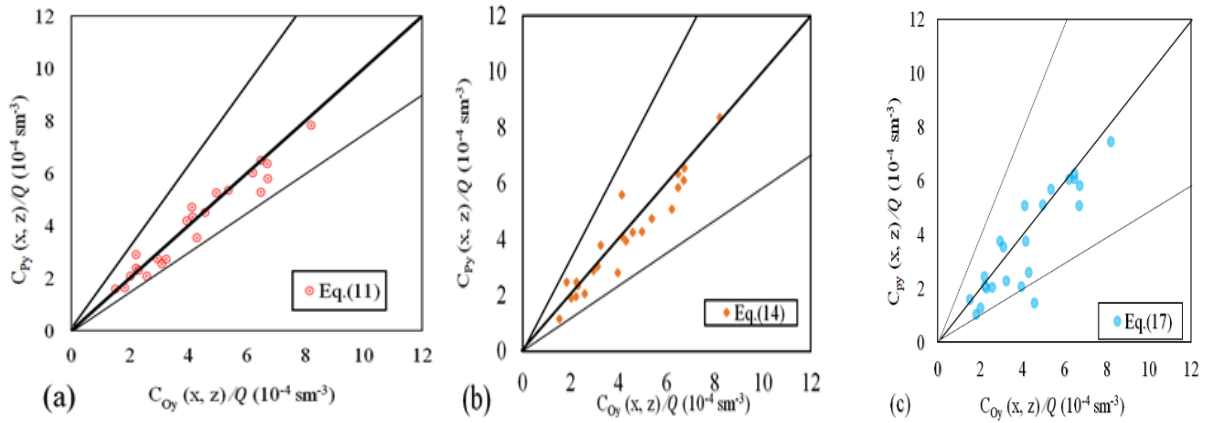 12
10
8
6
4
2
0
C_Py (x, z)/Q (10^-4 sm^-3)
Eq.(11)
0 2 4 6 8 10 12
(a) C_Oy (x, z)/Q (10^-4 sm^-3)
12
10
8
6
4
2
0
C_Py (x, z)/Q (10^-4 sm^-3)
Eq.(14)
0 2 4 6 8 10 12
(b) C_Oy (x, z)/Q (10^-4 sm^-3)
12
10
8
6
4
2
0
C_py (x, z)/Q (10^-4 sm^-3)
Eq.(17)
0 2 4 6 8 10 12
(c) C_Oy (x, z)/Q (10^-4 sm^-3)